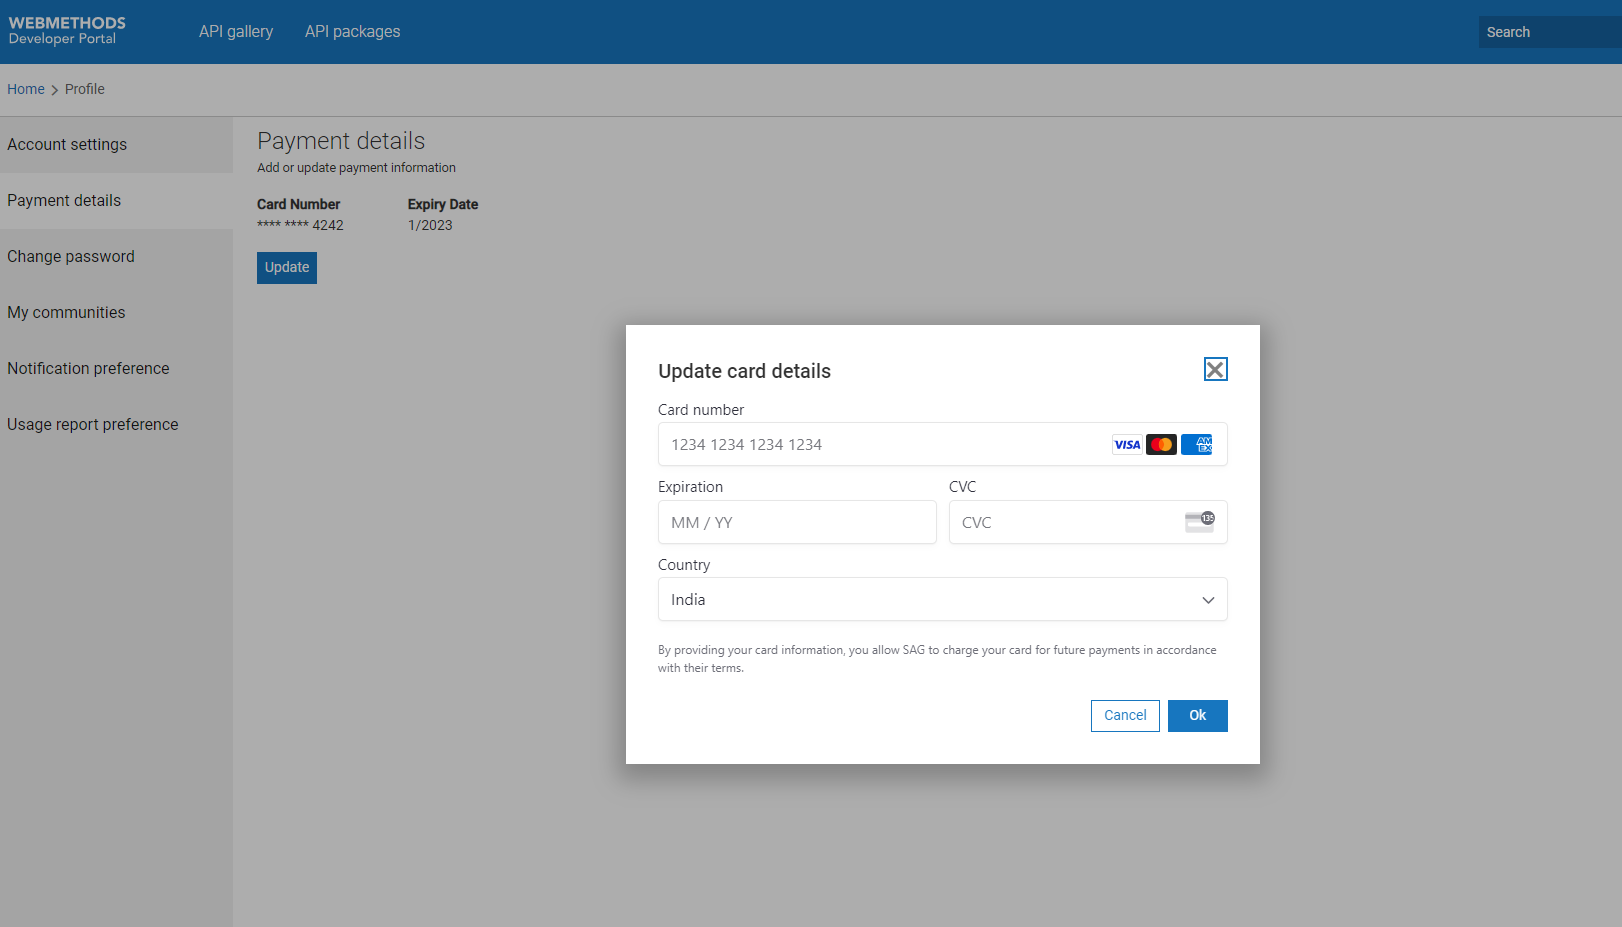 WEBMETHODS
Developer Portal
API gallery
API packages
Search
Home
Profile
Account settings
Payment details
Change password
My communities
Notification preference
Usage report preference
Payment details
Add or update payment information
Card Number
Expiry Date
**** **** 4242
1/2023
Update
Update card details
Card number
1234 1234 1234 1234
VISA
AM
EX
Expiration
CVC
MM / YY
CVC
135
Country
India
By providing your card information, you allow SAG to charge your card for future payments in accordance
with their terms.
Cancel
Ok